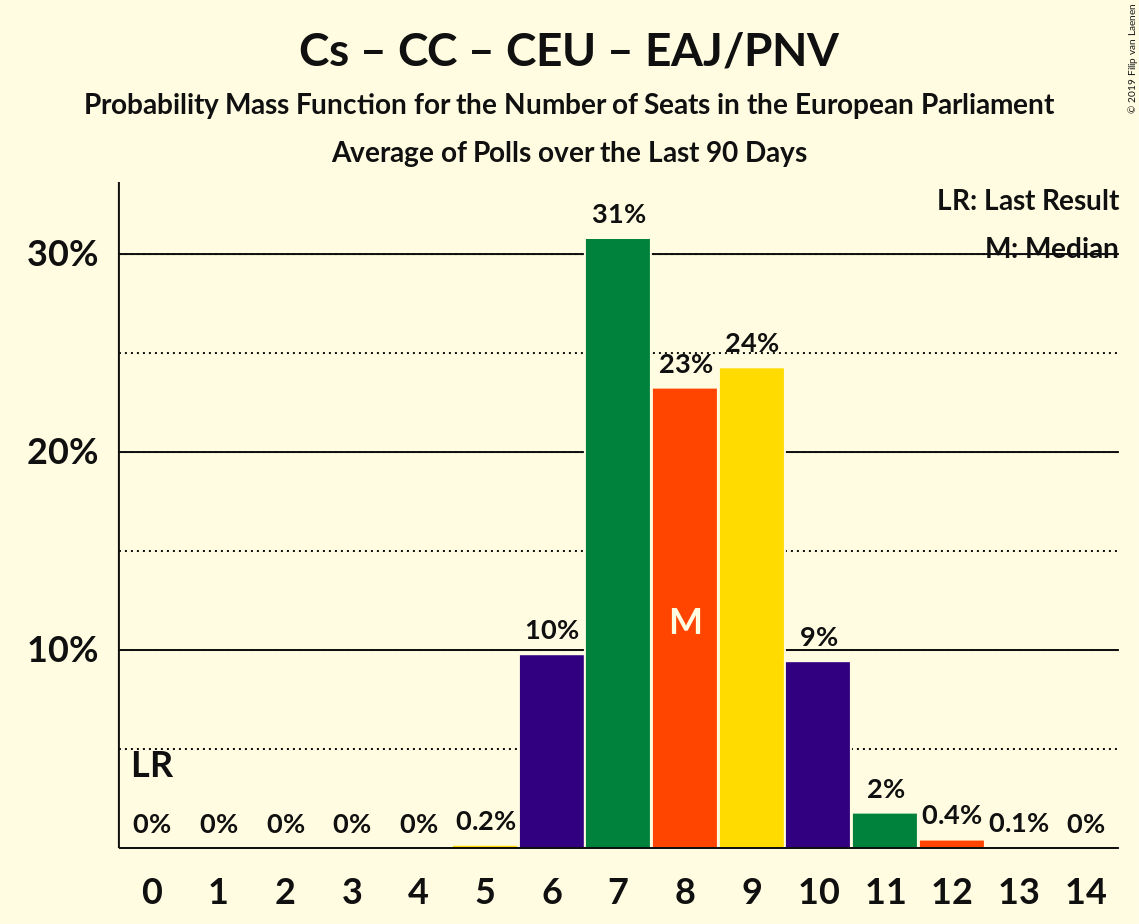 Cs – CC – CEU – EAJ/PNV
Probability Mass Function for the Number of Seats in the European Parliament
Average of Polls over the Last 90 Days
© 2019 Filip van Laenen
LR: Last Result
M: Median
30%
20%
10%
31%
23%
24%
10%
9%
M
LR
0%
0%
0%
0%
0%
0.2%
2%
0.4%
0.1%
0%
0 1 2 3 4 5 6 7 8 9 10 11 12 13 14